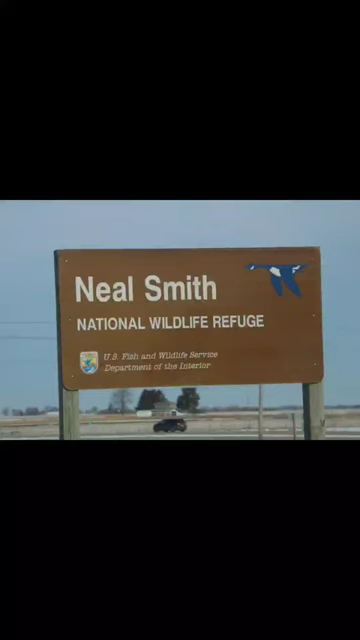 Neal Smith
NATIONAL WILDLIFE REFUGE
U.S. Fish and Wildlife Service
Department of the Interior